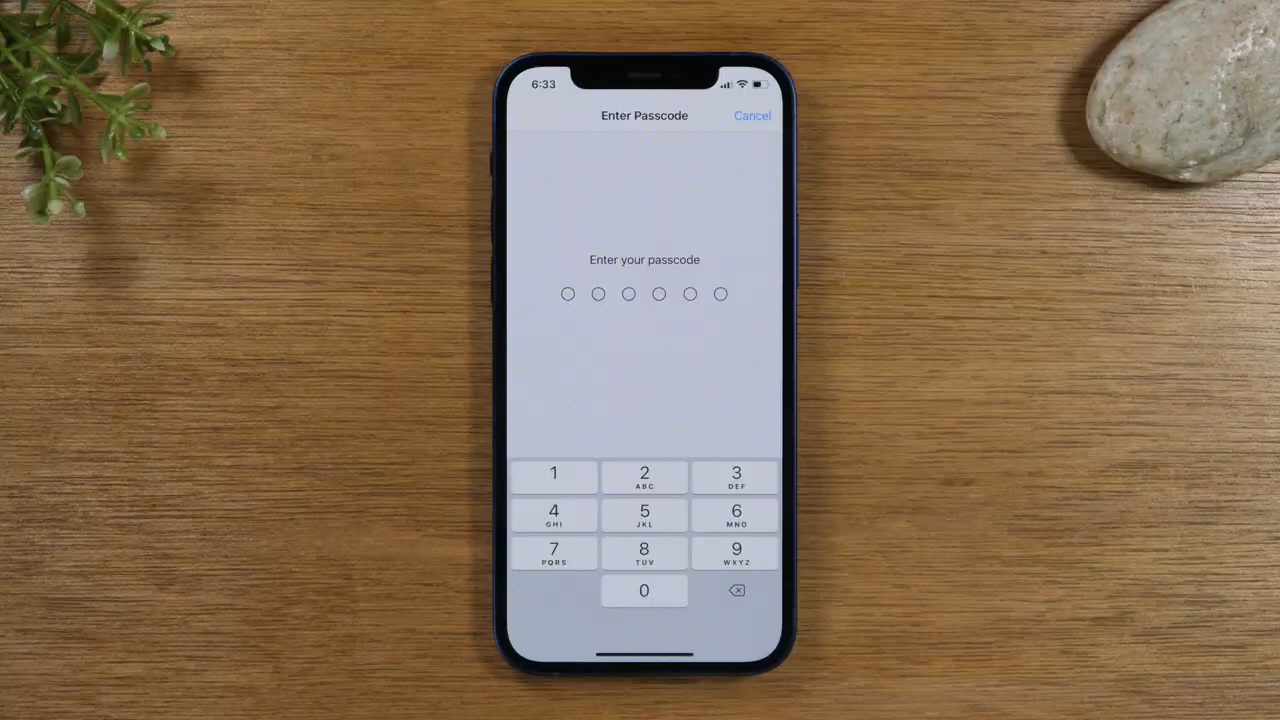 6:33
Enter Passcode Cancel
Enter your passcode
1 2 3
ABC DEF
4 5 6
GHI JKL MNO
7 8 9
PQRS TUV WXYZ
0